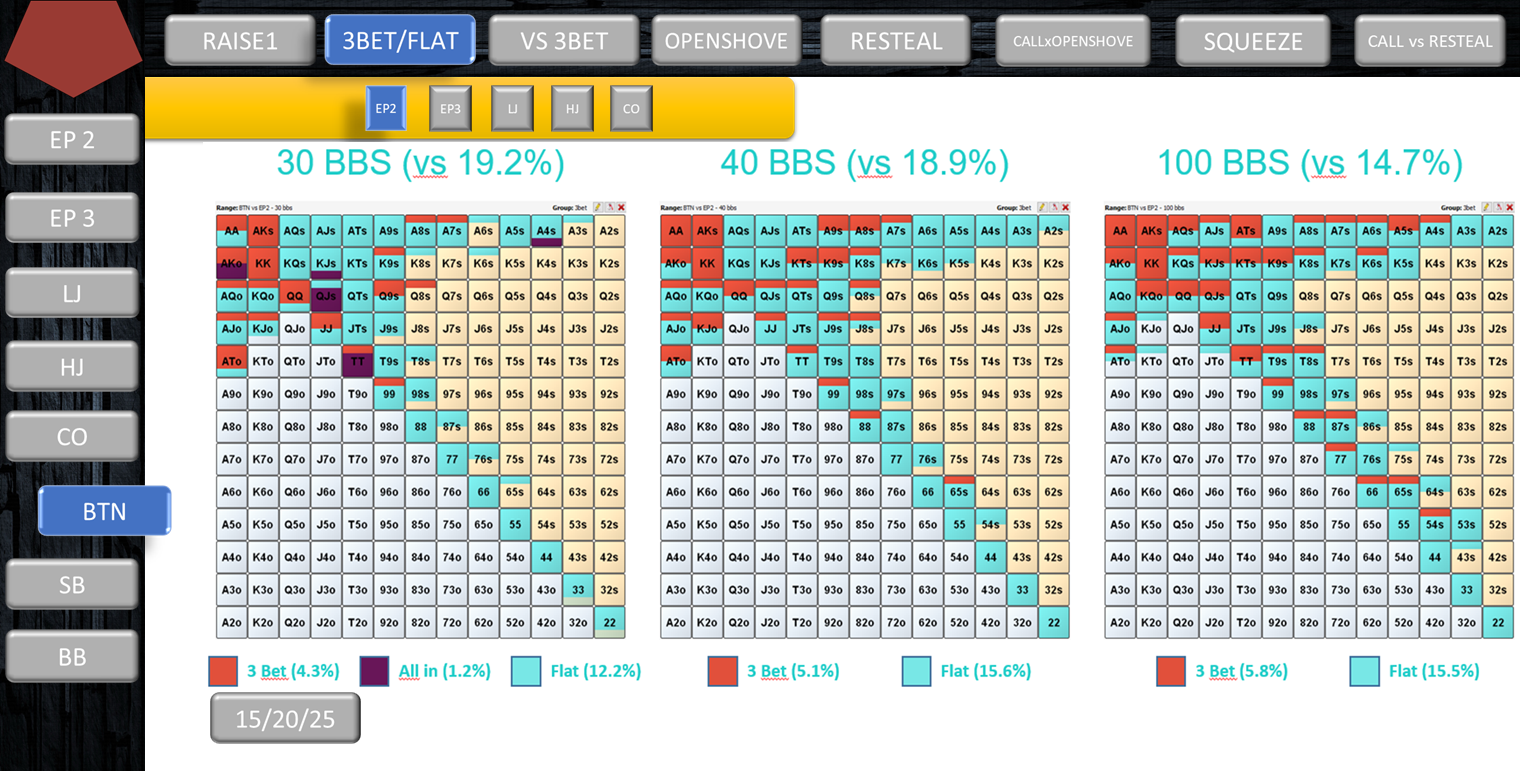 RAISE1 3BET/FLAT VS 3BET OPENSHOVE RESTEAL CALLxOPENSHOVE SQUEEZE CALL vs RESTEAL
EP2 EP3 LJ HJ CO
EP 2
EP 3
LJ
HJ
CO
BTN
SB
BB
30 BBS (vs 19.2%)
Range: BTN vs EP2 - 30 bbs Group: 3bet
AA AKs AQs AJs ATs A9s A8s A7s A6s A5s A4s A3s A2s
AKo KK KQs KJs KTs K9s K8s K7s K6s K5s K4s K3s K2s
AQo KQo QQ QJs QTs Q9s Q8s Q7s Q6s Q5s Q4s Q3s Q2s
AJo KJo QJo JJ JTs J9s J8s J7s J6s J5s J4s J3s J2s
ATo KTo QTo JTo TT T9s T8s T7s T6s T5s T4s T3s T2s
A9o K9o Q9o J9o T9o 99 98s 97s 96s 95s 94s 93s 92s
A8o K8o Q8o J8o T8o 98o 88 87s 86s 85s 84s 83s 82s
A7o K7o Q7o J7o T7o 97o 87o 77 76s 75s 74s 73s 72s
A6o K6o Q6o J6o T6o 96o 86o 76o 66 65s 64s 63s 62s
A5o K5o Q5o J5o T5o 95o 85o 75o 65o 55 54s 53s 52s
A4o K4o Q4o J4o T4o 94o 84o 74o 64o 54o 44 43s 42s
A3o K3o Q3o J3o T3o 93o 83o 73o 63o 53o 43o 33 32s
A2o K2o Q2o J2o T2o 92o 82o 72o 62o 52o 42o 32o 22
3 Bet (4.3%) All in (1.2%) Flat (12.2%)
15/20/25
40 BBS (vs 18.9%)
Range: BTN vs EP2 - 40 bbs Group: 3bet
AA AKs AQs AJs ATs A9s A8s A7s A6s A5s A4s A3s A2s
AKo KK KQs KJs KTs K9s K8s K7s K6s K5s K4s K3s K2s
AQo KQo QQ QJs QTs Q9s Q8s Q7s Q6s Q5s Q4s Q3s Q2s
AJo KJo QJo JJ JTs J9s J8s J7s J6s J5s J4s J3s J2s
ATo KTo QTo JTo TT T9s T8s T7s T6s T5s T4s T3s T2s
A9o K9o Q9o J9o T9o 99 98s 97s 96s 95s 94s 93s 92s
A8o K8o Q8o J8o T8o 98o 88 87s 86s 85s 84s 83s 82s
A7o K7o Q7o J7o T7o 97o 87o 77 76s 75s 74s 73s 72s
A6o K6o Q6o J6o T6o 96o 86o 76o 66 65s 64s 63s 62s
A5o K5o Q5o J5o T5o 95o 85o 75o 65o 55 54s 53s 52s
A4o K4o Q4o J4o T4o 94o 84o 74o 64o 54o 44 43s 42s
A3o K3o Q3o J3o T3o 93o 83o 73o 63o 53o 43o 33 32s
A2o K2o Q2o J2o T2o 92o 82o 72o 62o 52o 42o 32o 22
3 Bet (5.1%) Flat (15.6%)
100 BBS (vs 14.7%)
Range: BTN vs EP2 - 100 bbs Group: 3bet
AA AKs AQs AJs ATs A9s A8s A7s A6s A5s A4s A3s A2s
AKo KK KQs KJs KTs K9s K8s K7s K6s K5s K4s K3s K2s
AQo KQo QQ QJs QTs Q9s Q8s Q7s Q6s Q5s Q4s Q3s Q2s
AJo KJo QJo JJ JTs J9s J8s J7s J6s J5s J4s J3s J2s
ATo KTo QTo JTo TT T9s T8s T7s T6s T5s T4s T3s T2s
A9o K9o Q9o J9o T9o 99 98s 97s 96s 95s 94s 93s 92s
A8o K8o Q8o J8o T8o 98o 88 87s 86s 85s 84s 83s 82s
A7o K7o Q7o J7o T7o 97o 87o 77 76s 75s 74s 73s 72s
A6o K6o Q6o J6o T6o 96o 86o 76o 66 65s 64s 63s 62s
A5o K5o Q5o J5o T5o 95o 85o 75o 65o 55 54s 53s 52s
A4o K4o Q4o J4o T4o 94o 84o 74o 64o 54o 44 43s 42s
A3o K3o Q3o J3o T3o 93o 83o 73o 63o 53o 43o 33 32s
A2o K2o Q2o J2o T2o 92o 82o 72o 62o 52o 42o 32o 22
3 Bet (5.8%) Flat (15.5%)